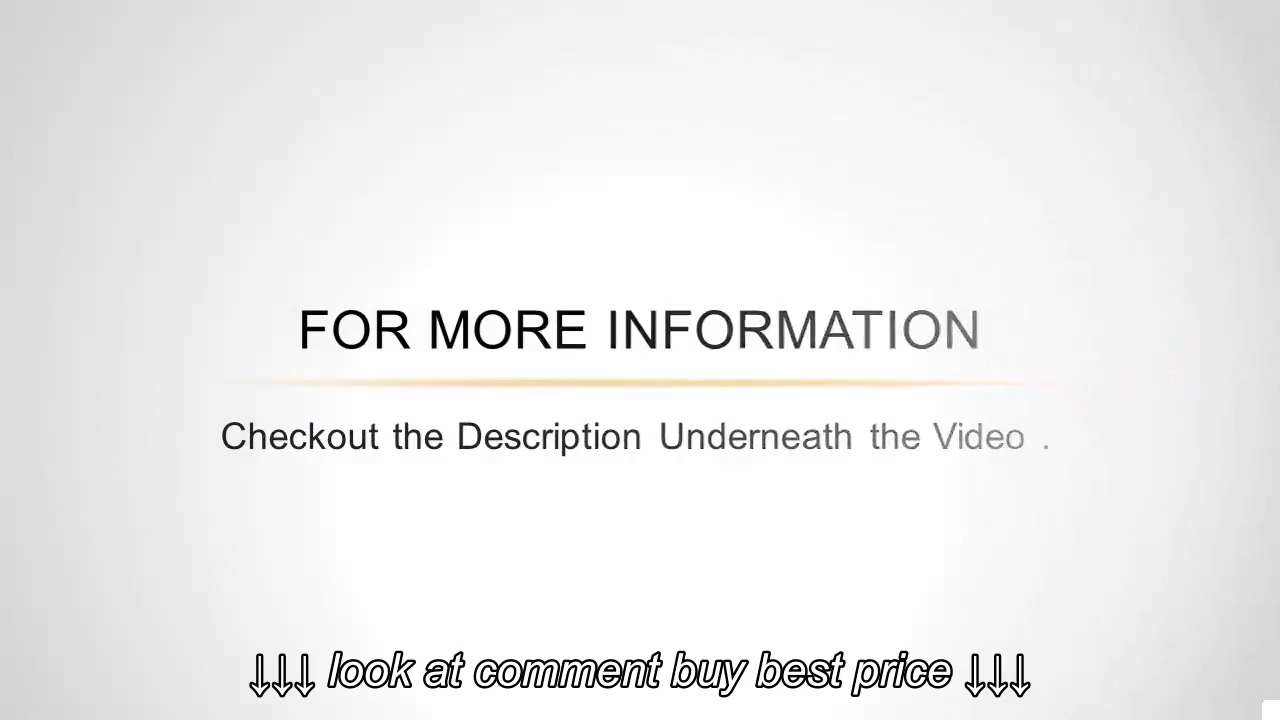 FOR MORE INFORMATION
Checkout the Description Underneath the Video .
↓↓↓ look at comment buy best price ↓↓↓